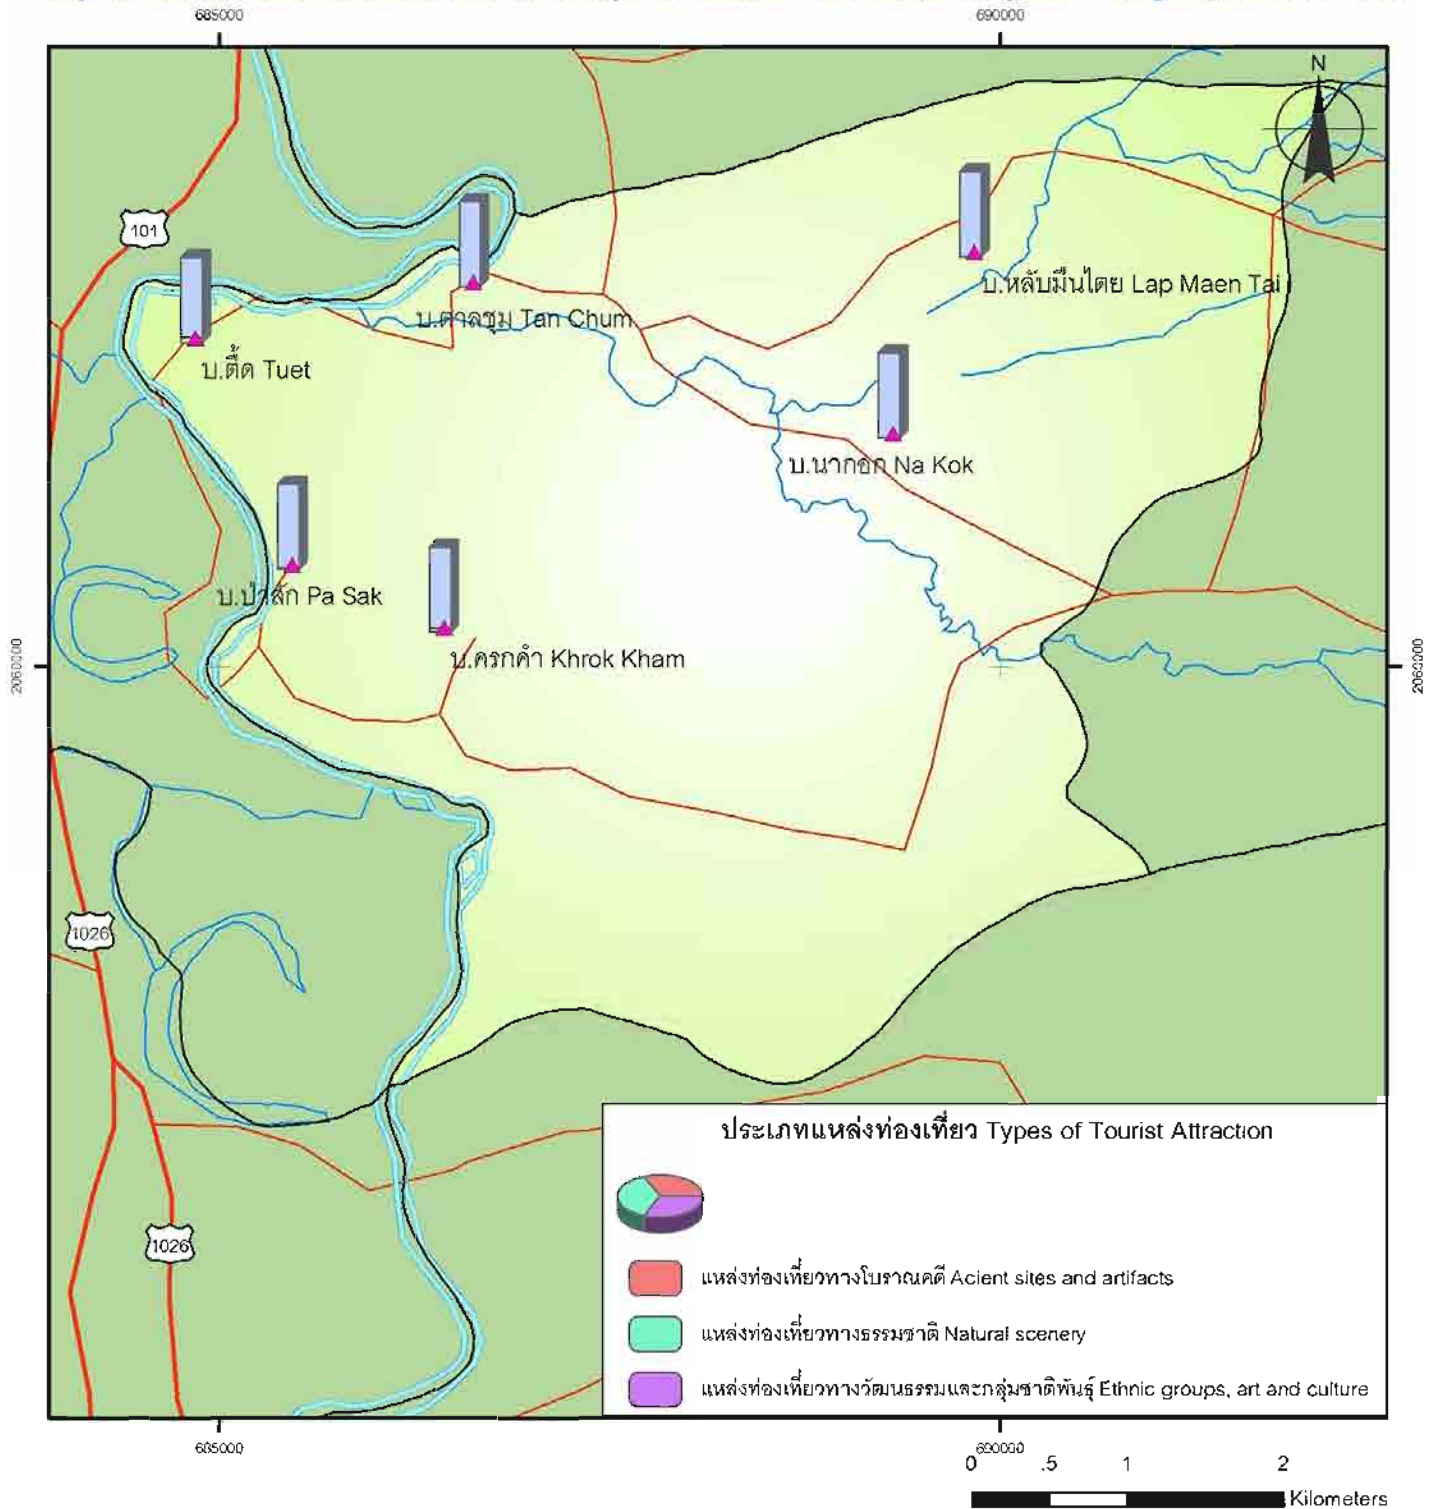 685000
690000
N
101
บ.หลับมืนไตย Lap Maen Tai
บ.ตาลชุม Tan Chum
บ.ตื้ด Tuet
บ.นากอก Na Kok
บ.ป่าสัก Pa Sak
บ.ครกคำ Khrok Kham
2060000
2060000
1026
ประเภทแหล่งท่องเที่ยว Types of Tourist Attraction
1026
แหล่งท่องเที่ยวทางโบราณคดี Acient sites and artifacts
แหล่งท่องเที่ยวทางธรรมชาติ Natural scenery
แหล่งท่องเที่ยวทางวัฒนธรรมและกลุ่มชาติพันธุ์ Ethnic groups, art and culture
685000
690000
0 .5 1 2
Kilometers